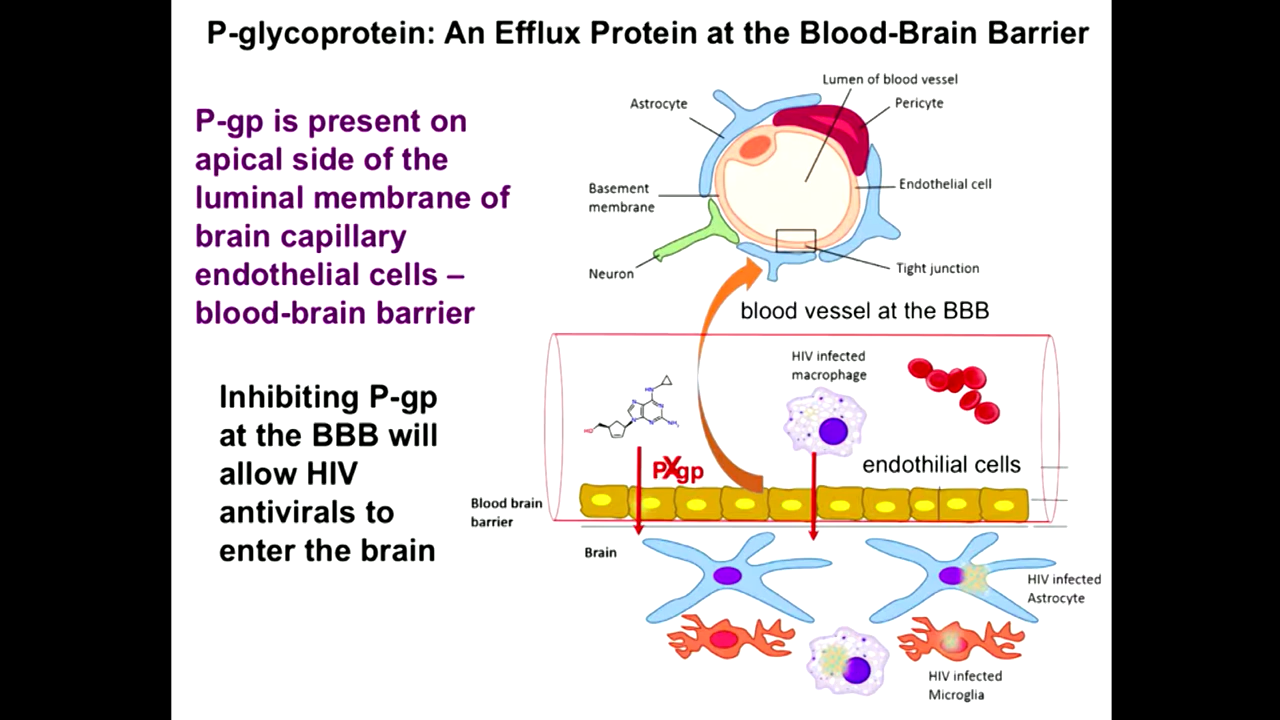 P-glycoprotein: An Efflux Protein at the Blood-Brain Barrier
P-gp is present on
apical side of the
luminal membrane of
brain capillary
endothelial cells –
blood-brain barrier
Inhibiting P-gp
at the BBB will
allow HIV
antivirals to
enter the brain
Lumen of blood vessel
Astrocyte
Pericyte
Basement
membrane
Endothelial cell
Neuron
Tight junction
blood vessel at the BBB
HIV infected
macrophage
HN
N
N
N
N
NH₂
HO
P-gp
X
endothilial cells
Blood brain
barrier
Brain
HIV infected
Astrocyte
HIV infected
Microglia